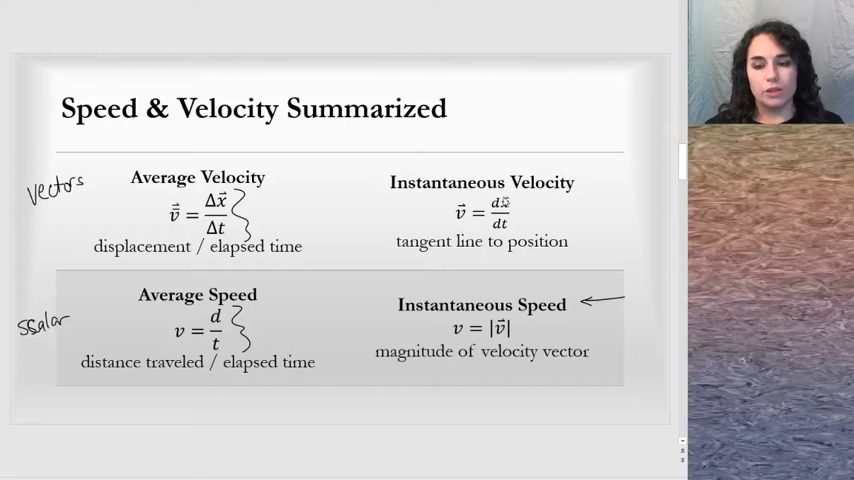 Speed & Velocity Summarized
vectors
Average Velocity
v̄⃗ = Δx⃗ / Δt
displacement / elapsed time
Instantaneous Velocity
v⃗ = dx⃗ / dt
tangent line to position
ssalar
Average Speed
v = d / t
distance traveled / elapsed time
Instantaneous Speed
v = |v⃗|
magnitude of velocity vector